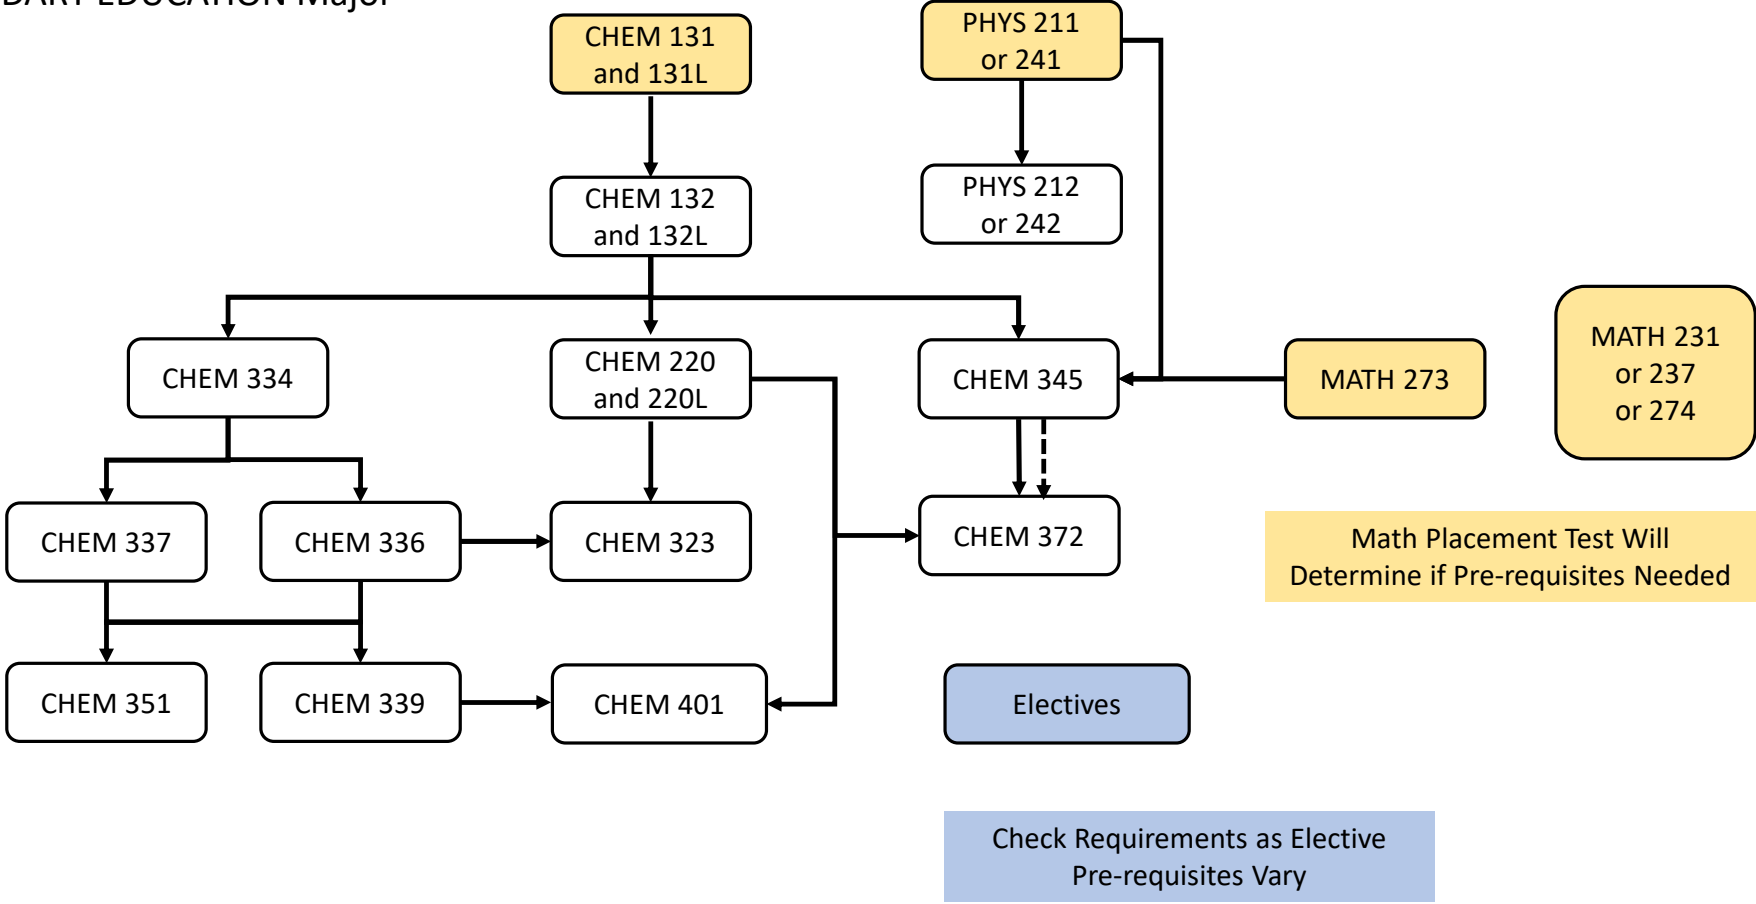 DARY EDUCATION Major
CHEM 131
and 131L
PHYS 211
or 241
CHEM 132
and 132L
PHYS 212
or 242
CHEM 334
CHEM 220
and 220L
CHEM 345
MATH 273
MATH 231
or 237
or 274
CHEM 337
CHEM 336
CHEM 323
CHEM 372
Math Placement Test Will
Determine if Pre-requisites Needed
CHEM 351
CHEM 339
CHEM 401
Electives
Check Requirements as Elective
Pre-requisites Vary